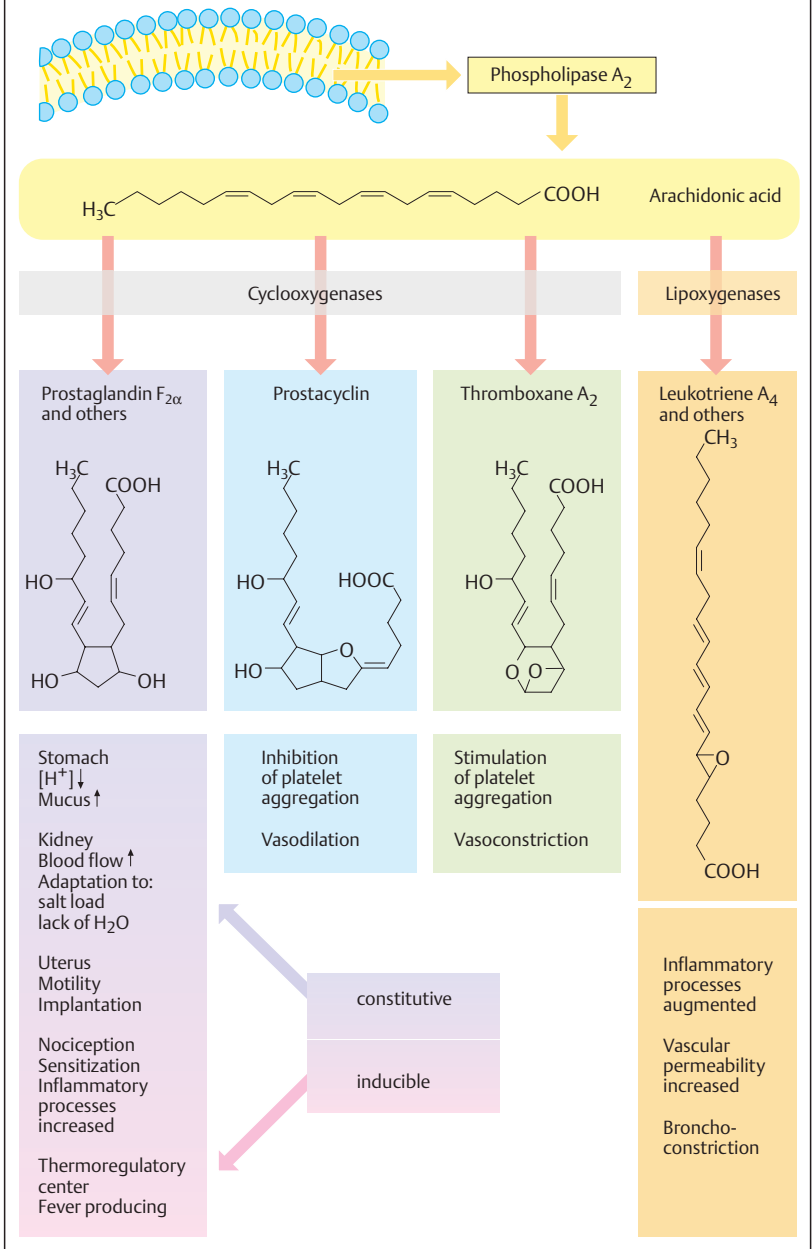 Phospholipase A2
H3C
COOH
Arachidonic acid
Cyclooxygenases
Lipoxygenases
Prostaglandin F2α
and others
H3C
COOH
HO
HO
OH
Prostacyclin
H3C
HO
HOOC
O
HO
Thromboxane A2
H3C
COOH
HO
O
O
Leukotriene A4
and others
CH3
O
COOH
Stomach
[H+]↓
Mucus↑
Kidney
Blood flow↑
Adaptation to:
salt load
lack of H2O
Uterus
Motility
Implantation
Nociception
Sensitization
Inflammatory
processes
increased
Thermoregulatory
center
Fever producing
Inhibition
of platelet
aggregation
Vasodilation
Stimulation
of platelet
aggregation
Vasoconstriction
constitutive
inducible
Inflammatory
processes
augmented
Vascular
permeability
increased
Broncho-
constriction